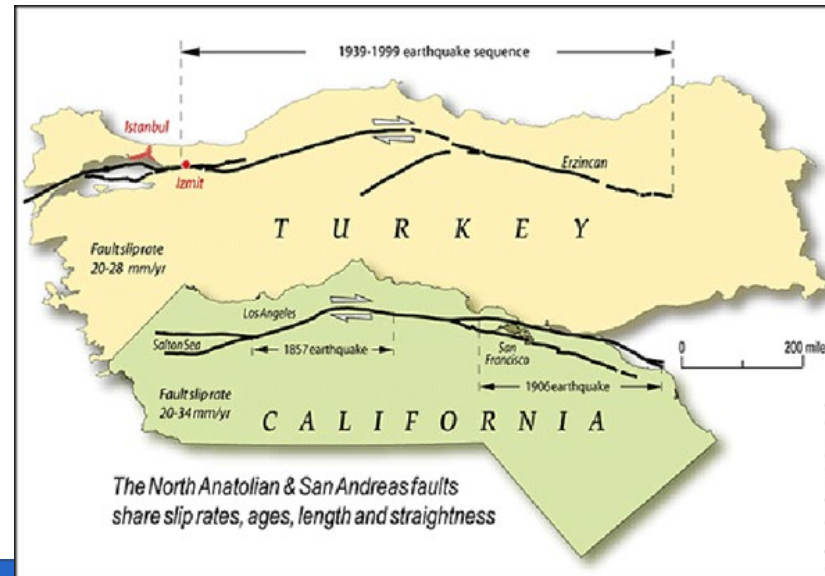 1939-1999 earthquake sequence
Istanbul
Izmit
Erzincan
T U R K E Y
Fault slip rate
20-28 mm/yr
Los Angeles
Salton Sea
1857 earthquake
San
Francisco
0 200 mile
1906 earthquake
Fault slip rate
20-34 mm/yr
C A L I F O R N I A
The North Anatolian & San Andreas faults
share slip rates, ages, length and straightness